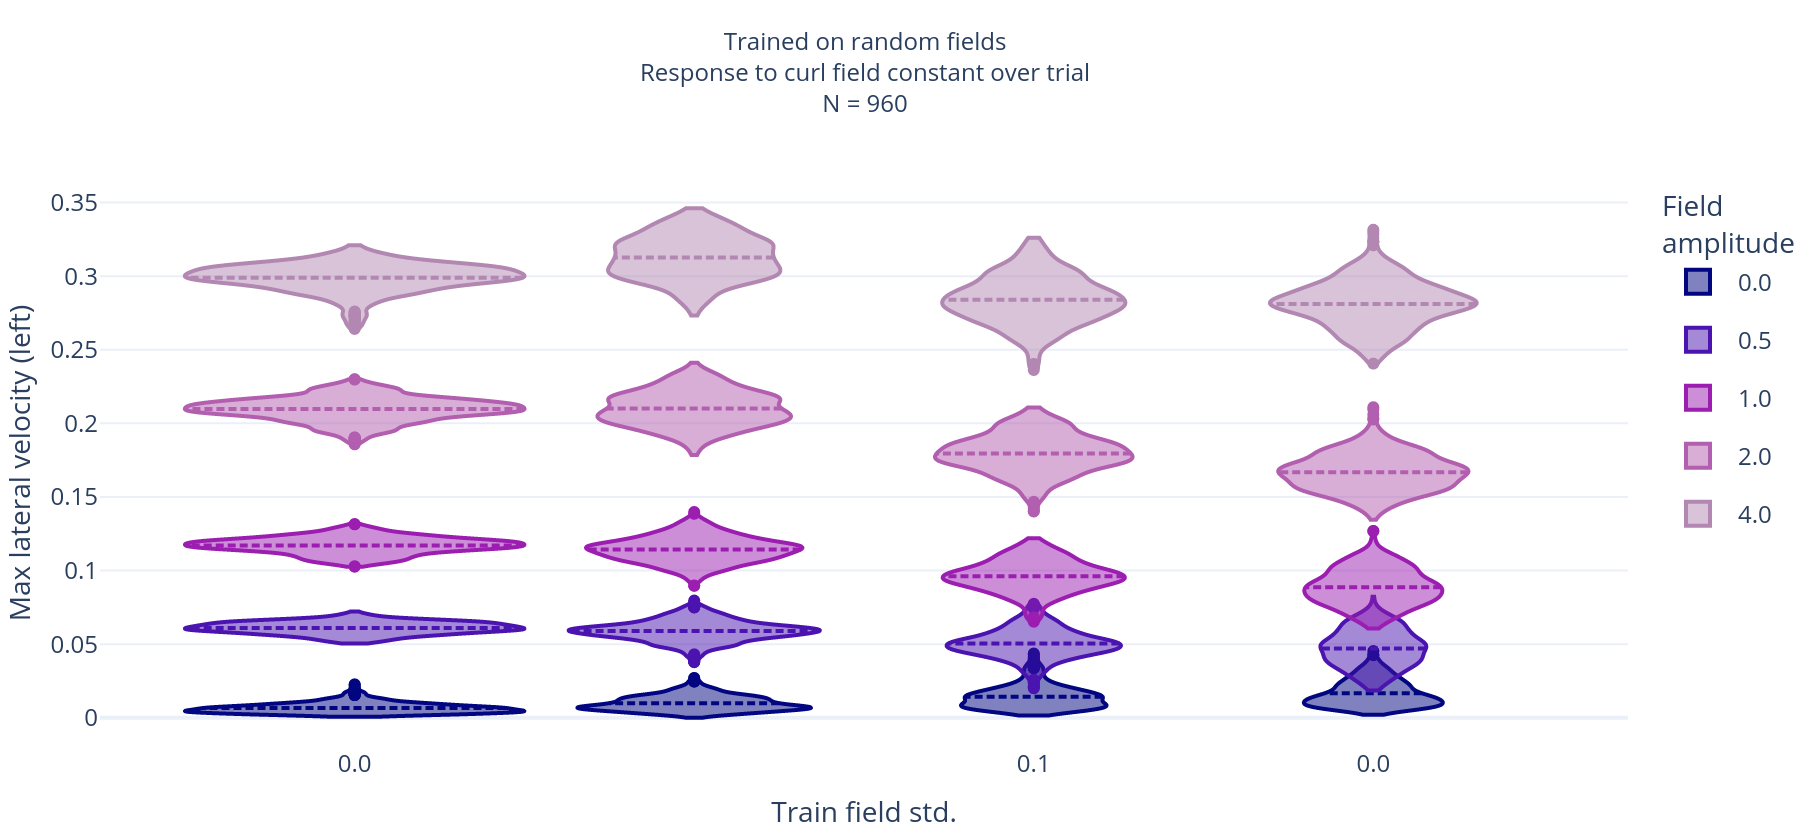 Trained on random fields
Response to curl field constant over trial
N = 960
Max lateral velocity (left)
0.35
0.3
0.25
0.2
0.15
0.1
0.05
0
0.0
0.1
0.0
Train field std.
Field
amplitude
0.0
0.5
1.0
2.0
4.0